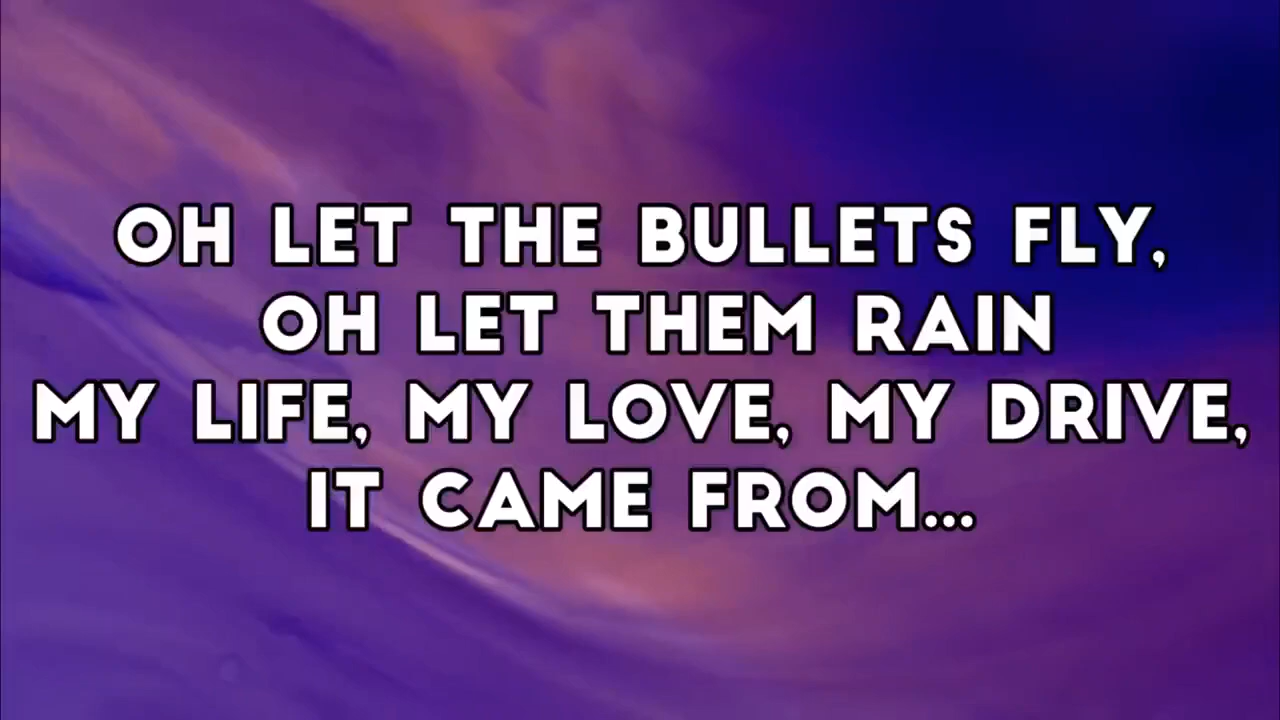 OH LET THE BULLETS FLY,
OH LET THEM RAIN
MY LIFE, MY LOVE, MY DRIVE,
IT CAME FROM...